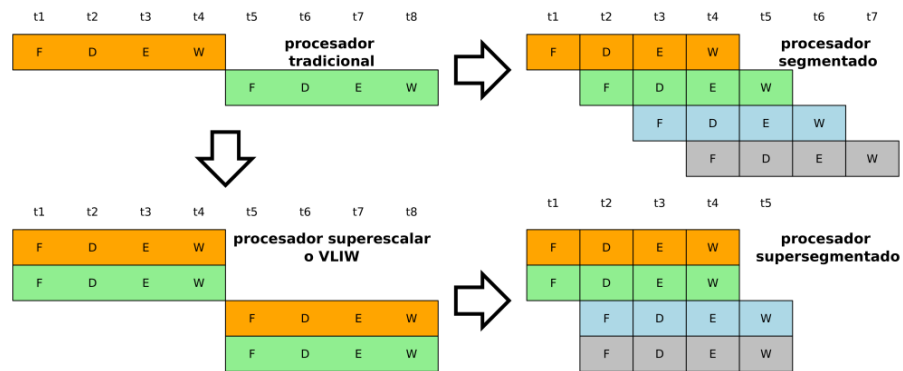 t1 t2 t3 t4 t5 t6 t7 t8
F D E W
procesador
tradicional
F D E W
t1 t2 t3 t4 t5 t6 t7
F D E W
procesador
segmentado
F D E W
F D E W
F D E W
t1 t2 t3 t4 t5 t6 t7 t8
F D E W
procesador superescalar
o VLIW
F D E W
F D E W
F D E W
t1 t2 t3 t4 t5
F D E W
procesador
supersegmentado
F D E W
F D E W
F D E W